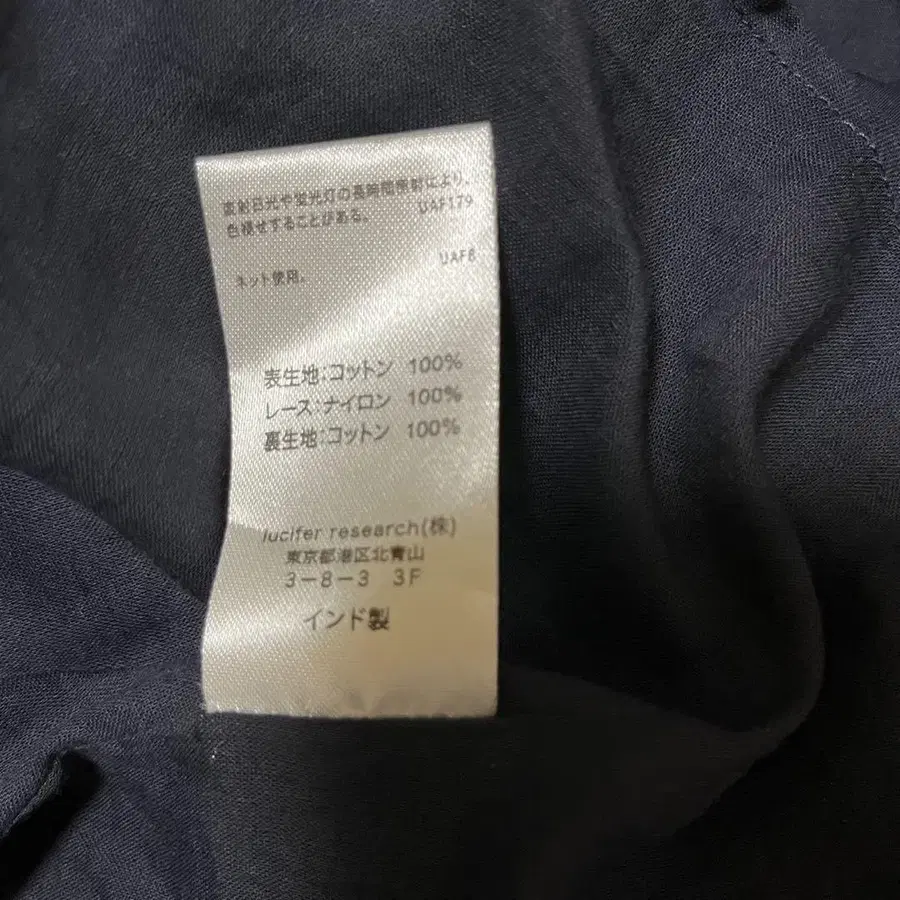 直射日光や蛍光灯の長時間照射により、
色褪せすることがある。 UAF179
UAF8
ネット使用。
表生地:コットン 100%
レース:ナイロン 100%
裏生地:コットン 100%
lucifer research(株)
東京都港区北青山
3-8-3 3F
インド製